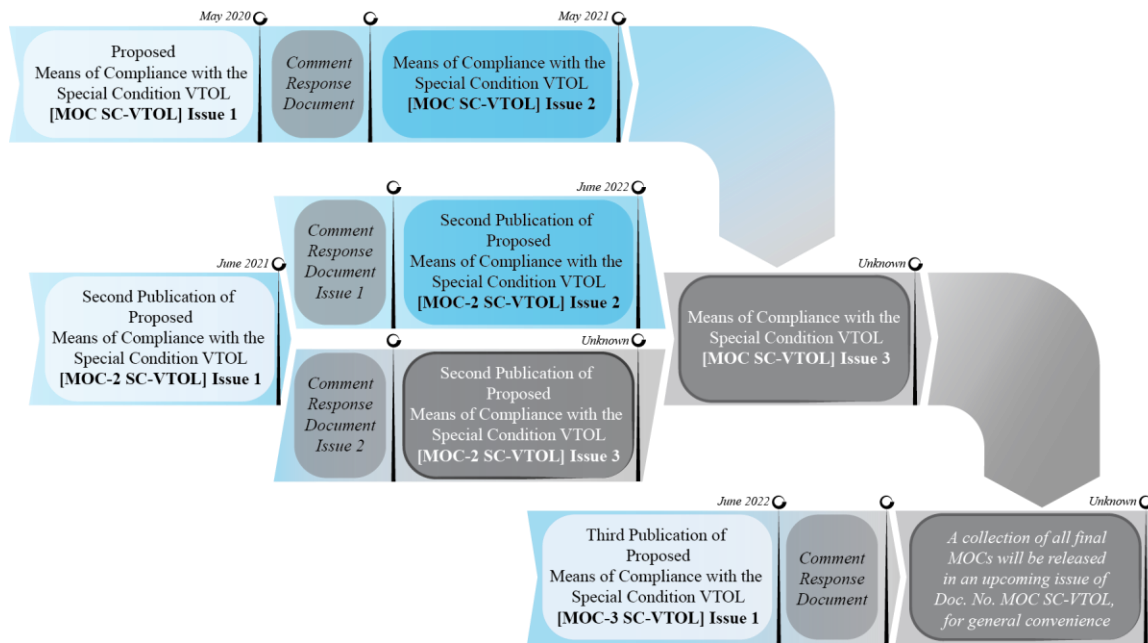 May 2020
Proposed
Means of Compliance with the
Special Condition VTOL
[MOC SC-VTOL] Issue 1
Comment
Response
Document
May 2021
Means of Compliance with the
Special Condition VTOL
[MOC SC-VTOL] Issue 2
June 2021
Second Publication of
Proposed
Means of Compliance with the
Special Condition VTOL
[MOC-2 SC-VTOL] Issue 1
Comment
Response
Document
Issue 1
June 2022
Second Publication of
Proposed
Means of Compliance with the
Special Condition VTOL
[MOC-2 SC-VTOL] Issue 2
Comment
Response
Document
Issue 2
Unknown
Second Publication of
Proposed
Means of Compliance with the
Special Condition VTOL
[MOC-2 SC-VTOL] Issue 3
Unknown
Means of Compliance with the
Special Condition VTOL
[MOC SC-VTOL] Issue 3
June 2022
Third Publication of
Proposed
Means of Compliance with the
Special Condition VTOL
[MOC-3 SC-VTOL] Issue 1
Comment
Response
Document
Unknown
A collection of all final
MOCs will be released
in an upcoming issue of
Doc. No. MOC SC-VTOL,
for general convenience